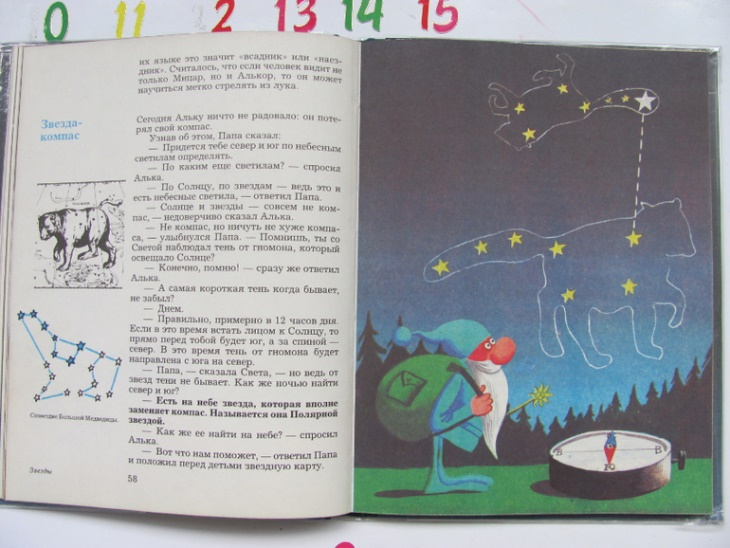 0 11 2 13 14 15
их языке это значит «всадник» или «наез-
дник». Считалось, что если человек видит не
только Мицар, но и Алькор, то он может
научиться метко стрелять из лука.
Звезда-
компас
Сегодня Альку ничто не радовало: он поте-
рял свой компас.
Узнав об этом, Папа сказал:
— Придется тебе север и юг по небесным
светилам определять.
— По каким еще светилам? — спросил
Алька.
— По Солнцу, по звездам — ведь это и
есть небесные светила, — ответил Папа.
— Солнце и звезды — совсем не ком-
пас, — недоверчиво сказал Алька.
— Не компас, но ничуть не хуже компа-
са, — улыбнулся Папа. — Помнишь, ты со
Светой наблюдал тень от гномона, который
освещало Солнце?
— Конечно, помню! — сразу же ответил
Алька.
— А самая короткая тень когда бывает,
не забыл?
— Днем.
— Правильно, примерно в 12 часов дня.
Если в это время встать лицом к Солнцу, то
прямо перед тобой будет юг, а за спиной —
север. В это время тень от гномона будет
направлена с юга на север.
— Папа, — сказала Света, — но ведь от
звезд тени не бывает. Как же ночью найти
север и юг?
— Есть на небе звезда, которая вполне
заменяет компас. Называется она Полярной
звездой.
— Как же ее найти на небе? — спросил
Алька.
— Вот что нам поможет, — ответил Папа
и положил перед детьми звездную карту.
Созвездие Большой Медведицы.
Звезды
58
В
Ю
В